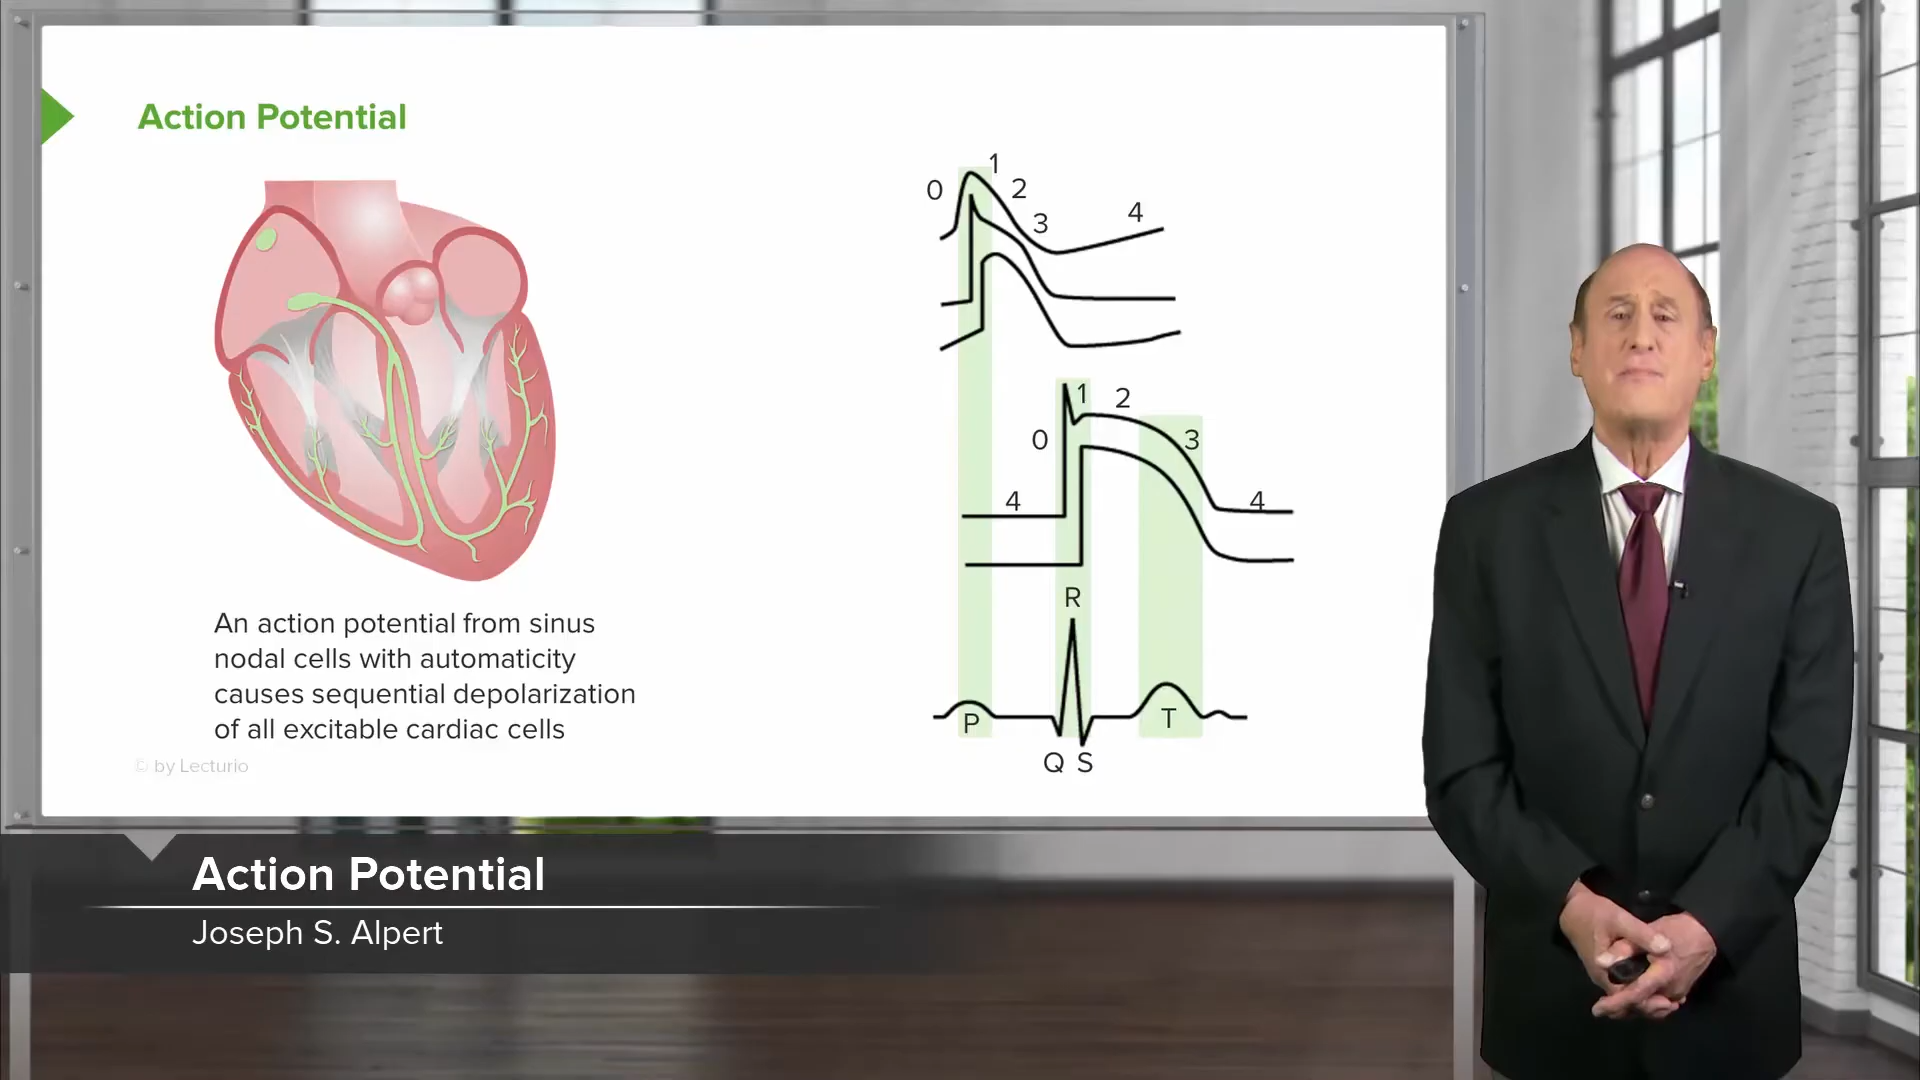 Action Potential
0
1
2
3
4
1
2
0
3
4
4
R
P
T
Q S
An action potential from sinus
nodal cells with automaticity
causes sequential depolarization
of all excitable cardiac cells
© by Lecturio
Action Potential
Joseph S. Alpert